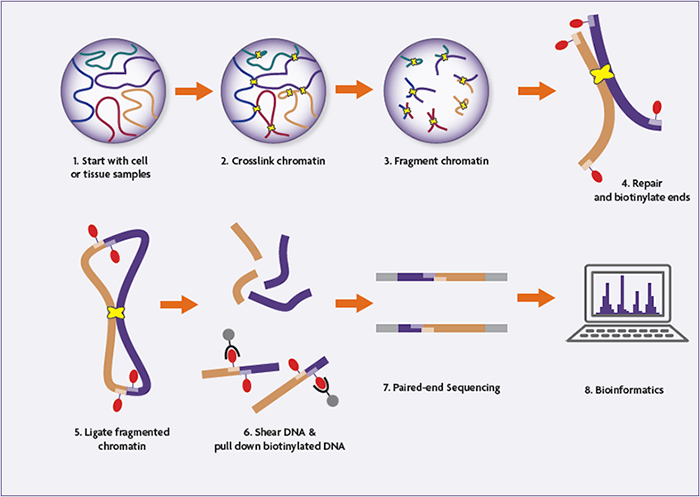 1. Start with cell
or tissue samples
2. Crosslink chromatin
3. Fragment chromatin
4. Repair
and biotinylate ends
5. Ligate fragmented
chromatin
6. Shear DNA &
pull down biotinylated DNA
7. Paired-end Sequencing
8. Bioinformatics